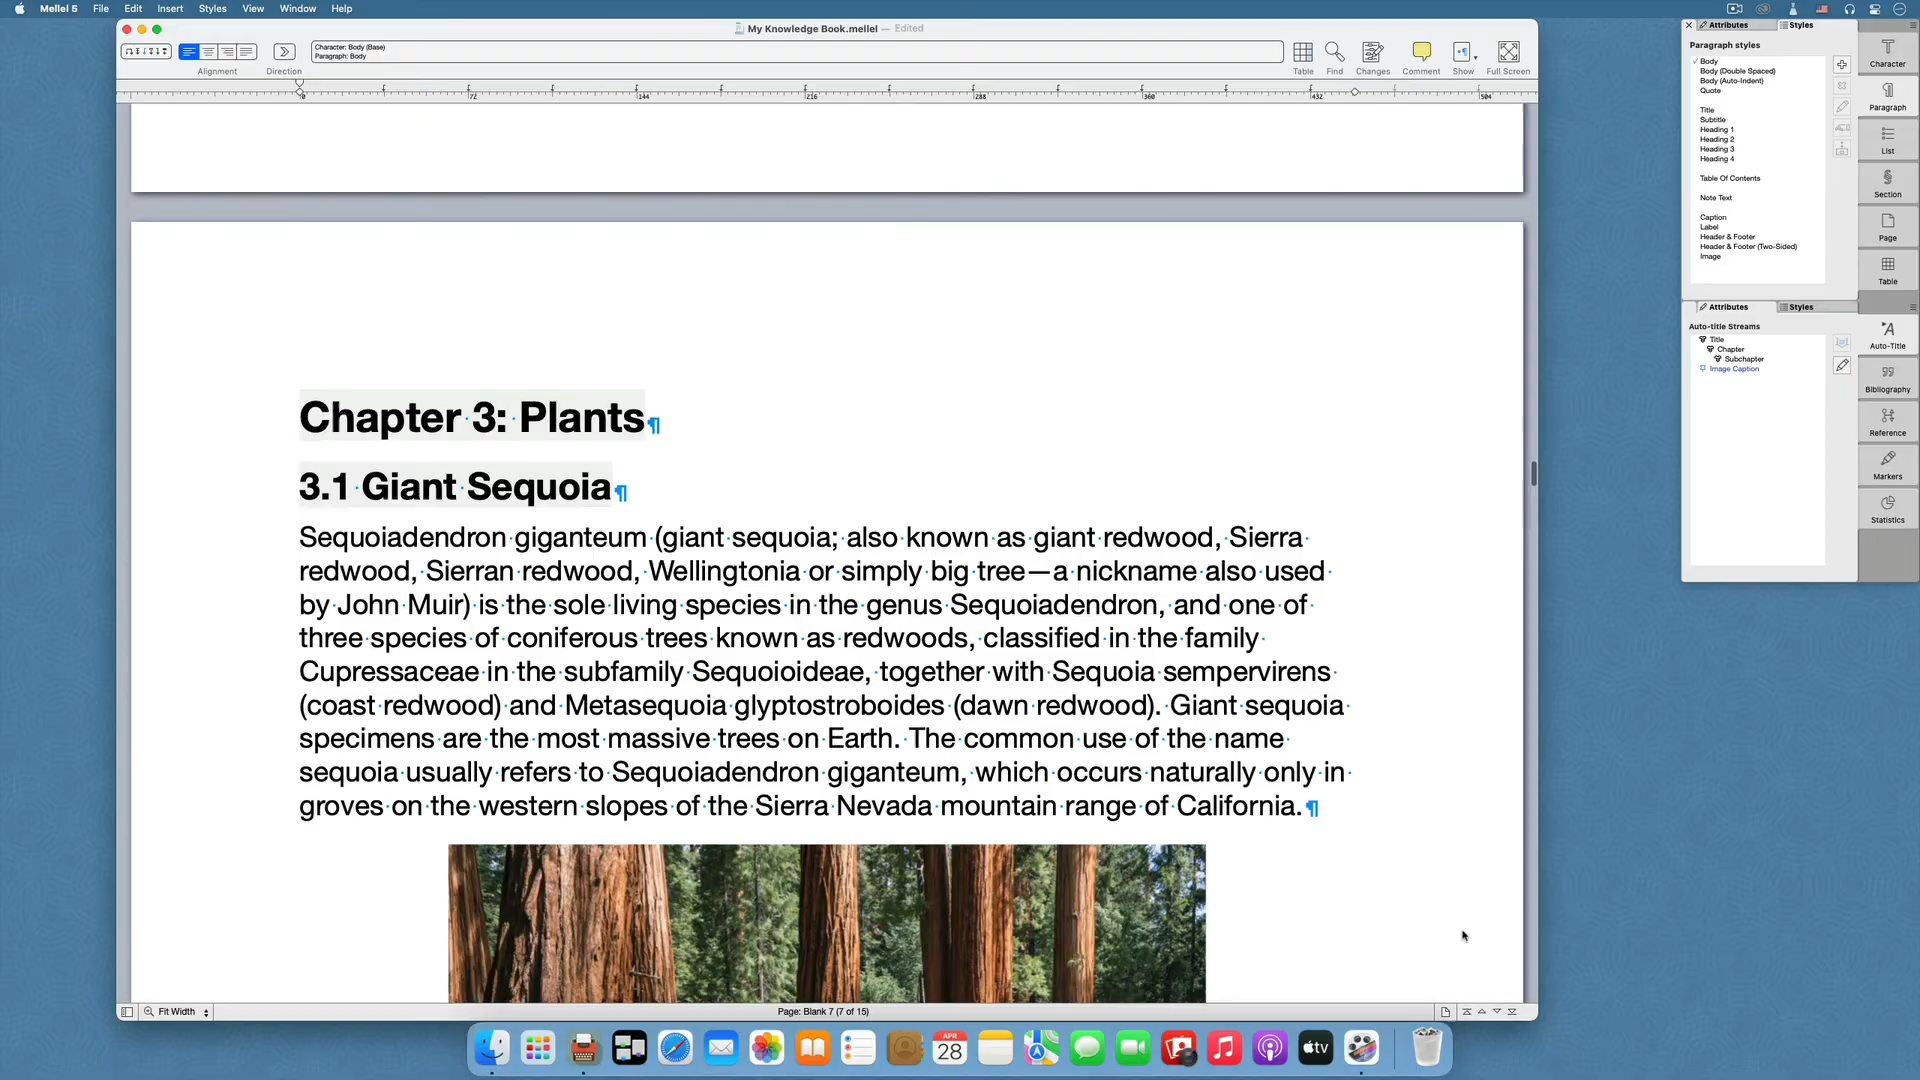 Mellel 5 File Edit Insert Styles View Window Help
My Knowledge Book.mellel — Edited
Character: Body (Base)
Paragraph: Body
Alignment Direction Table Find Changes Comment Show Full Screen
0 72 144 216 288 360 432 504
Chapter 3: Plants¶
3.1 Giant Sequoia¶
Sequoiadendron giganteum (giant sequoia; also known as giant redwood, Sierra
redwood, Sierran redwood, Wellingtonia or simply big tree—a nickname also used
by John Muir) is the sole living species in the genus Sequoiadendron, and one of
three species of coniferous trees known as redwoods, classified in the family
Cupressaceae in the subfamily Sequoioideae, together with Sequoia sempervirens
(coast redwood) and Metasequoia glyptostroboides (dawn redwood). Giant sequoia
specimens are the most massive trees on Earth. The common use of the name
sequoia usually refers to Sequoiadendron giganteum, which occurs naturally only in
groves on the western slopes of the Sierra Nevada mountain range of California.¶
Fit Width
Page: Blank 7 (7 of 15)
Attributes Styles
Paragraph styles
✓ Body
Body (Double Spaced)
Body (Auto-Indent)
Quote
Title
Subtitle
Heading 1
Heading 2
Heading 3
Heading 4
Table Of Contents
Note Text
Caption
Label
Header & Footer
Header & Footer (Two-Sided)
Image
Character
Paragraph
List
Section
Page
Table
Attributes Styles
Auto-title Streams
Title
Chapter
Subchapter
Image Caption
Auto-Title
Bibliography
Reference
Markers
Statistics
APR
28
tv